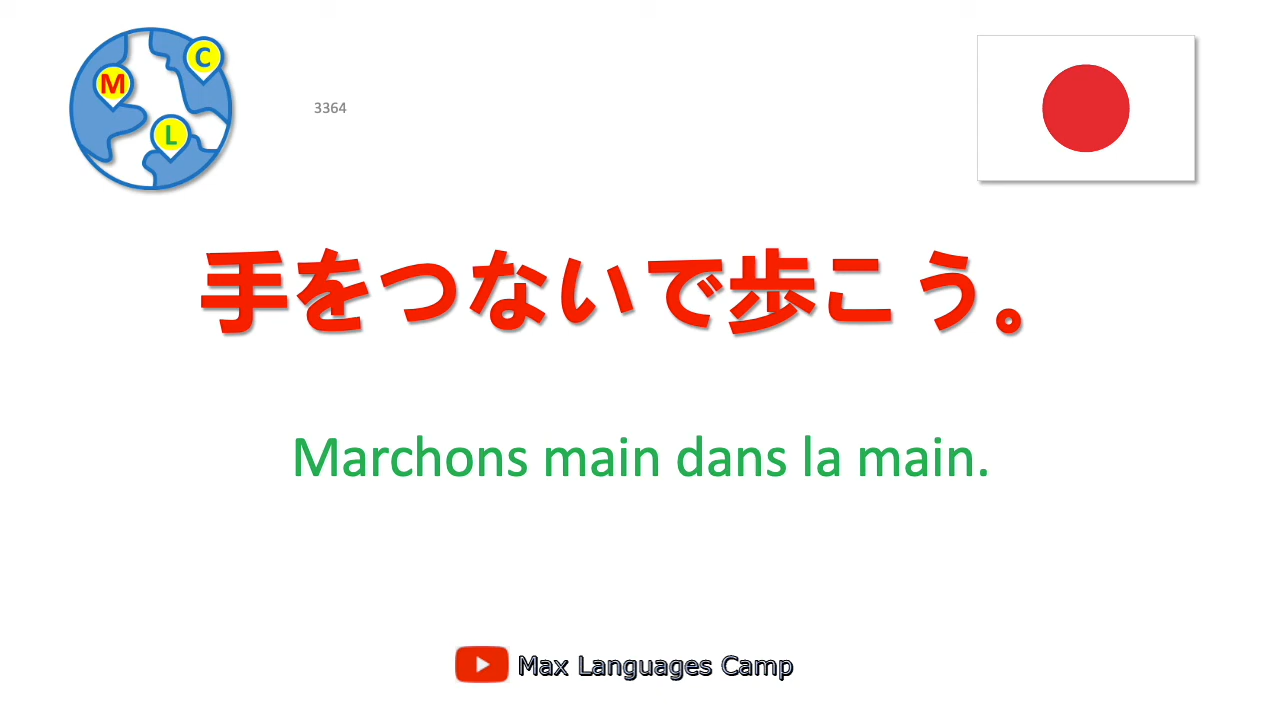 C
M
L
3364
手をつないで歩こう。
Marchons main dans la main.
Max Languages Camp